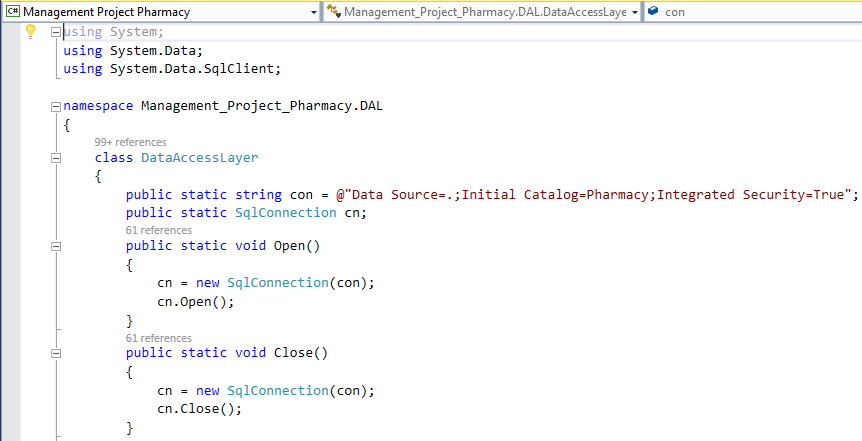 C# Management Project Pharmacy Management_Project_Pharmacy.DAL.DataAccessLaye con
using System;
using System.Data;
using System.Data.SqlClient;
namespace Management_Project_Pharmacy.DAL
{
99+ references
class DataAccessLayer
{
public static string con = @"Data Source=.;Initial Catalog=Pharmacy;Integrated Security=True";
public static SqlConnection cn;
61 references
public static void Open()
{
cn = new SqlConnection(con);
cn.Open();
}
61 references
public static void Close()
{
cn = new SqlConnection(con);
cn.Close();
}